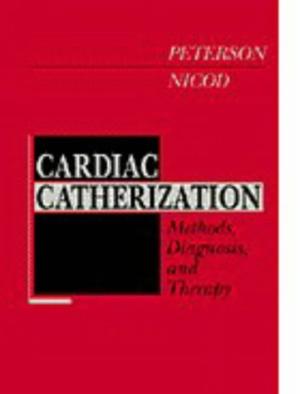 PETERSON
NICOD
CARDIAC
CATHERIZATION
Methods,
Diagnosis,
and
Therapy